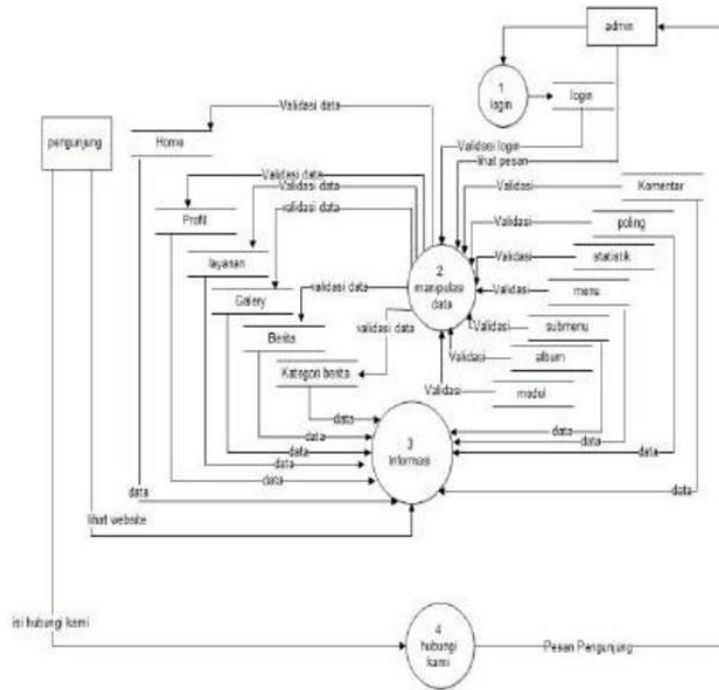 admin
1
login
login
Validasi data
pengunjung
Home
Validasi login
lihat pesan
Validasi data
Validasi data
validasi data
Validasi
Komentar
Profil
Validasi
poling
layanan
Validasi
statistik
2
manipulasi
data
Galery
validasi data
Validasi
menu
Berita
validasi data
Validasi
submenu
Kategori berita
Validasi
album
Validasi
modul
data
data
data
data
data
3
Informasi
data
data
data
data
data
lihat website
isi hubungi kami
4
hubungi
kami
Pesan Pengunjung